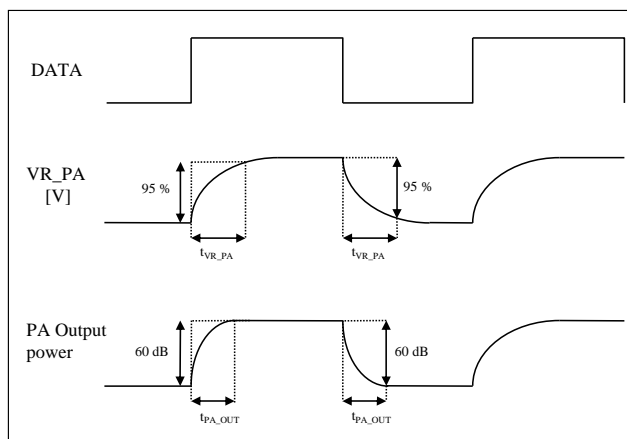 DATA
VR_PA
[V]
95 %
95 %
tVR_PA
tVR_PA
PA Output
power
60 dB
60 dB
tPA_OUT
tPA_OUT